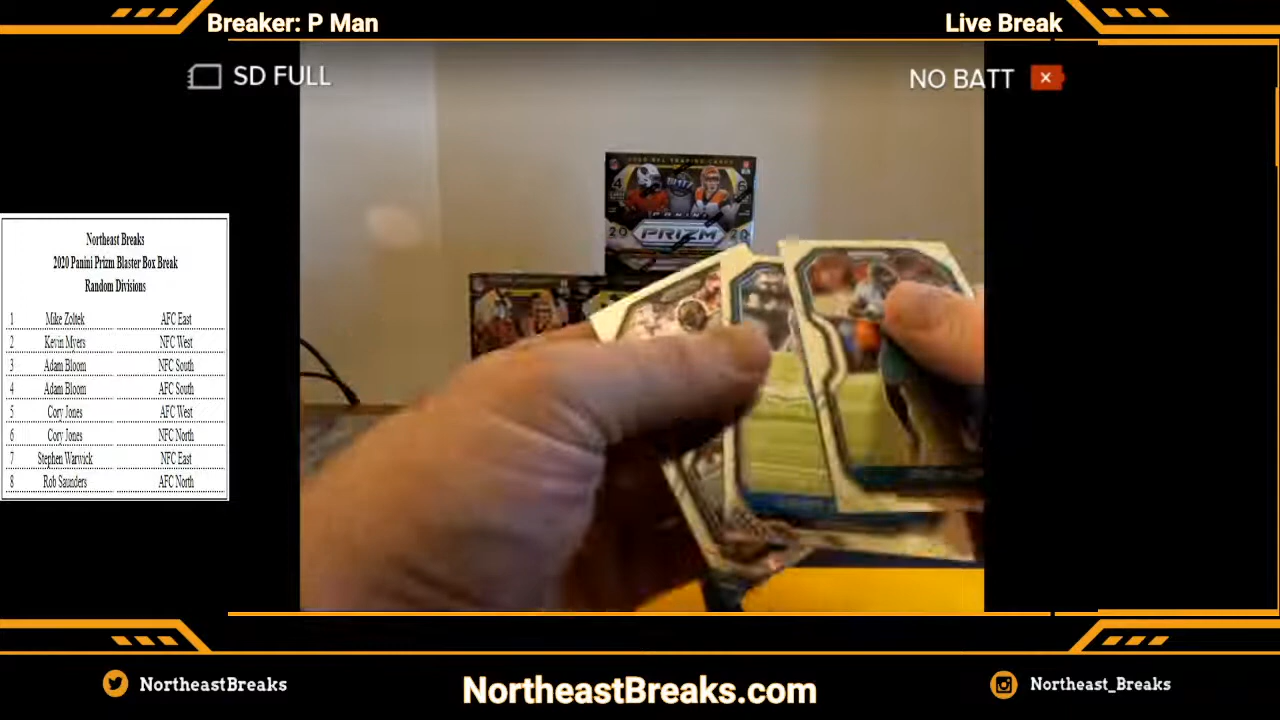 Breaker: P Man
Live Break
SD FULL
NO BATT
Northeast Breaks
2020 Panini Prizm Blaster Box Break
Random Divisions
1 Mike Zoltek AFC East
2 Kevin Myers NFC West
3 Adam Bloom NFC South
4 Adam Bloom AFC South
5 Cory Jones AFC West
6 Cory Jones NFC North
7 Stephen Warwick NFC East
8 Rob Saunders AFC North
PANINI
20 PRIZM 20
NortheastBreaks
NortheastBreaks.com
Northeast_Breaks